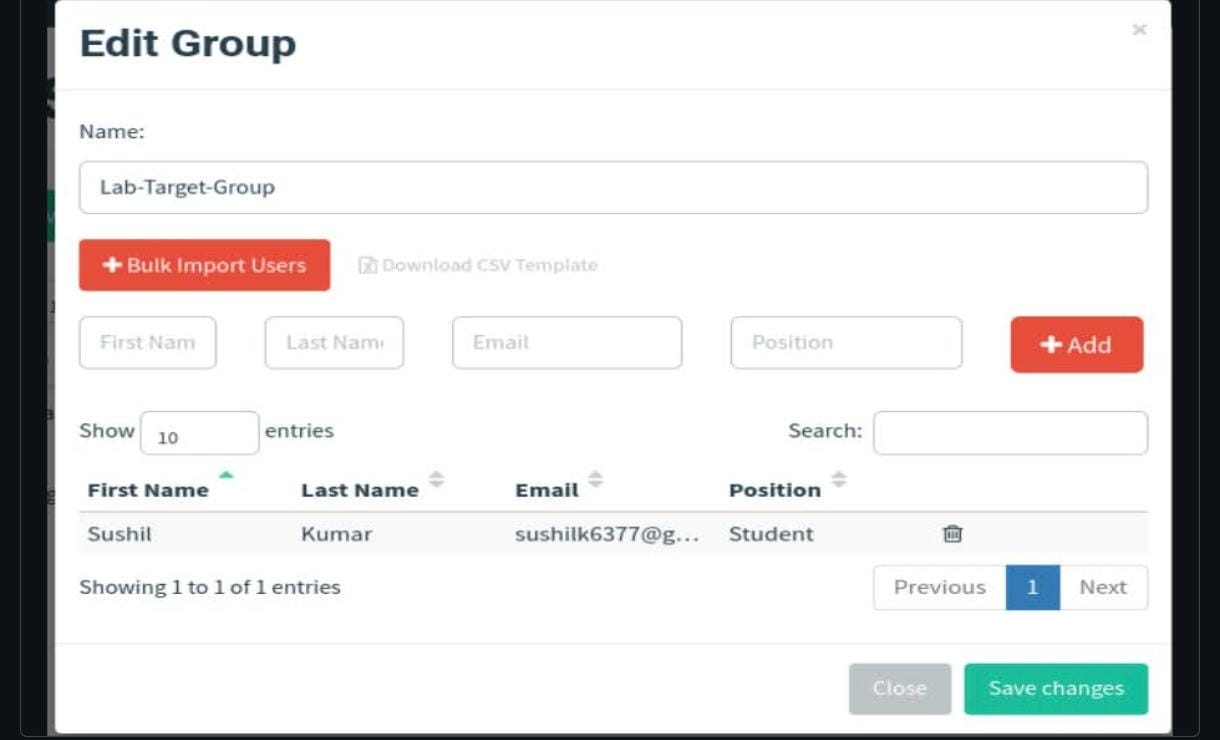 Edit Group
×
Name:
Lab-Target-Group
+ Bulk Import Users Download CSV Template
First Nam Last Nam Email Position + Add
Show 10 entries Search:
First Name Last Name Email Position
Sushil Kumar sushilk6377@g... Student
Showing 1 to 1 of 1 entries Previous 1 Next
Close Save changes